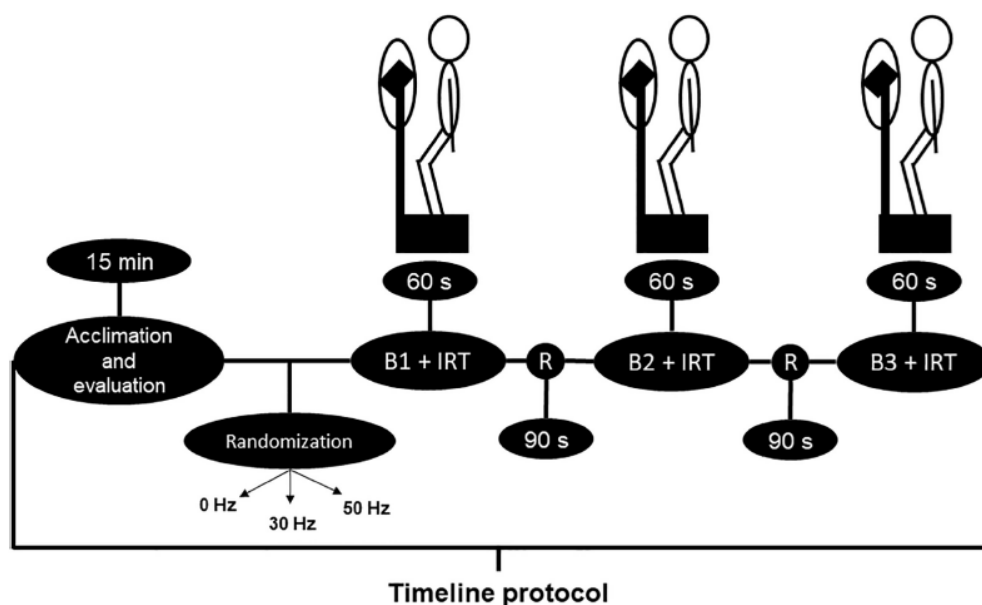 15 min
Acclimation
and
evaluation
Randomization
0 Hz
30 Hz
50 Hz
60 s
B1 + IRT
R
90 s
60 s
B2 + IRT
R
90 s
60 s
B3 + IRT
Timeline protocol